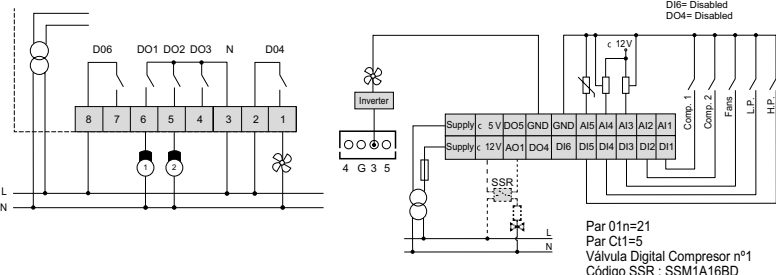 DI6= Disabled
DO4= Disabled
D06 DO1 DO2 DO3 N D04
8 7 6 5 4 3 2 1
1 2
L
N
c 12V
Inverter
4 G 3 5
Supply c 5 V DO5 GND GND AI5 AI4 AI3 AI2 AI1
Supply c 12V AO1 DO4 DI6 DI5 DI4 DI3 DI2 DI1
SSR
L
N
Comp. 1
Comp. 2
Fans
L.P.
H.P.
Par 01n=21
Par Ct1=5
Válvula Digital Compresor nº1
Código SSR : SSM1A16BD